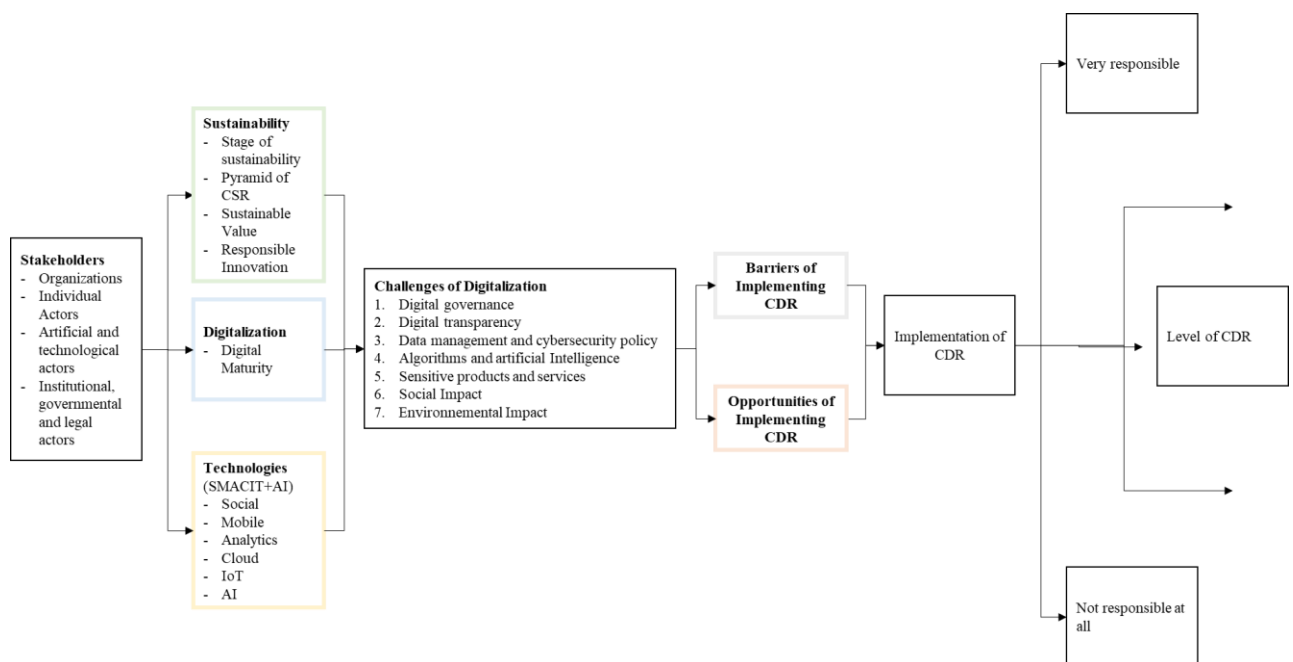 Stakeholders
- Organizations
- Individual
Actors
- Artificial and
technological
actors
- Institutional,
governmental
and legal
actors
Sustainability
- Stage of
sustainability
- Pyramid of
CSR
- Sustainable
Value
- Responsible
Innovation
Digitalization
- Digital
Maturity
Technologies
(SMACIT+AI)
- Social
- Mobile
- Analytics
- Cloud
- IoT
- AI
Challenges of Digitalization
1. Digital governance
2. Digital transparency
3. Data management and cybersecurity policy
4. Algorithms and artificial Intelligence
5. Sensitive products and services
6. Social Impact
7. Environnemental Impact
Barriers of
Implementing
CDR
Opportunities of
Implementing
CDR
Implementation of
CDR
Very responsible
Level of CDR
Not responsible at
all